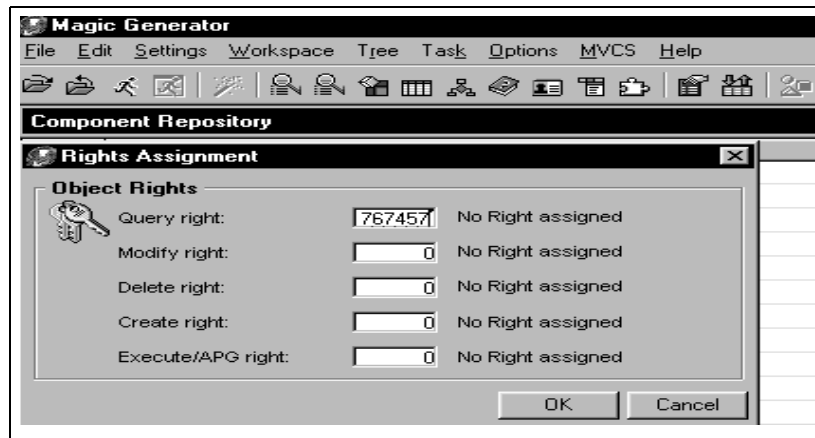 Magic Generator
File Edit Settings Workspace Tree Task Options MVCS Help
Component Repository
Rights Assignment
Object Rights
Query right: 767457 No Right assigned
Modify right: 0 No Right assigned
Delete right: 0 No Right assigned
Create right: 0 No Right assigned
Execute/APG right: 0 No Right assigned
OK Cancel